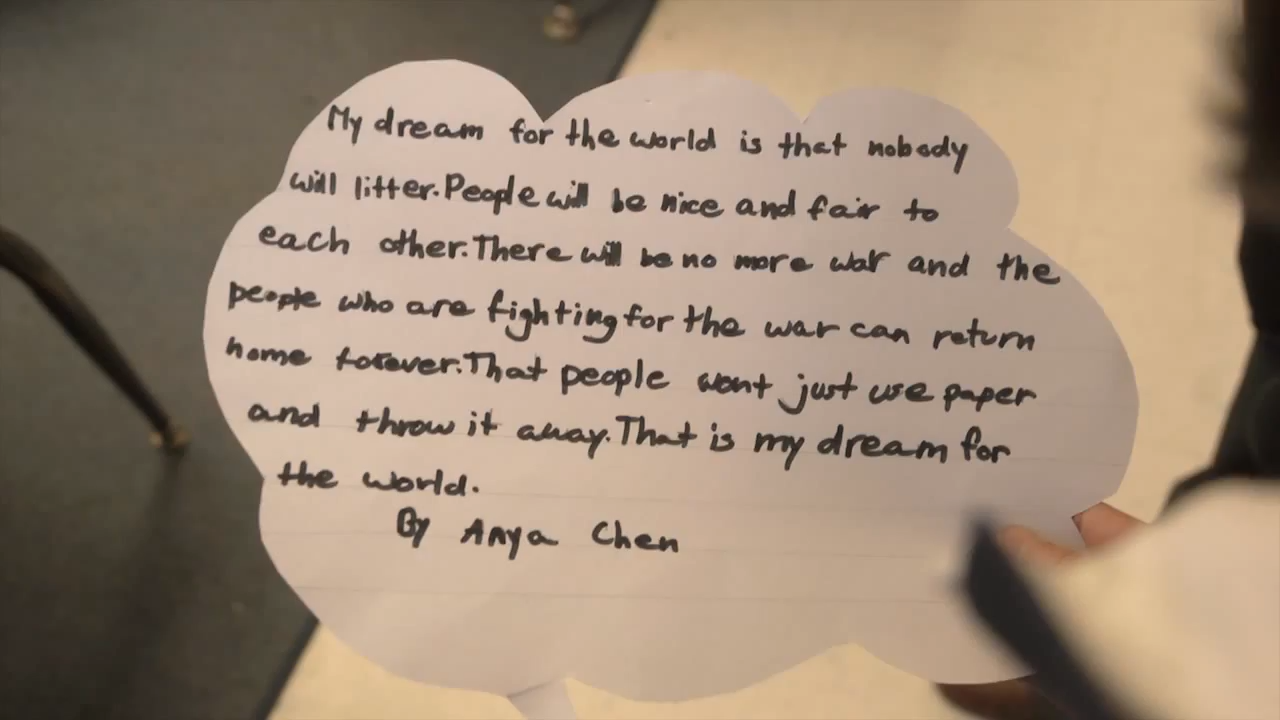 My dream for the world is that nobody
will litter. People will be nice and fair to
each other. There will be no more war and the
people who are fighting for the war can return
home forever. That people wont just use paper
and throw it away. That is my dream for
the world.
By Anya Chen